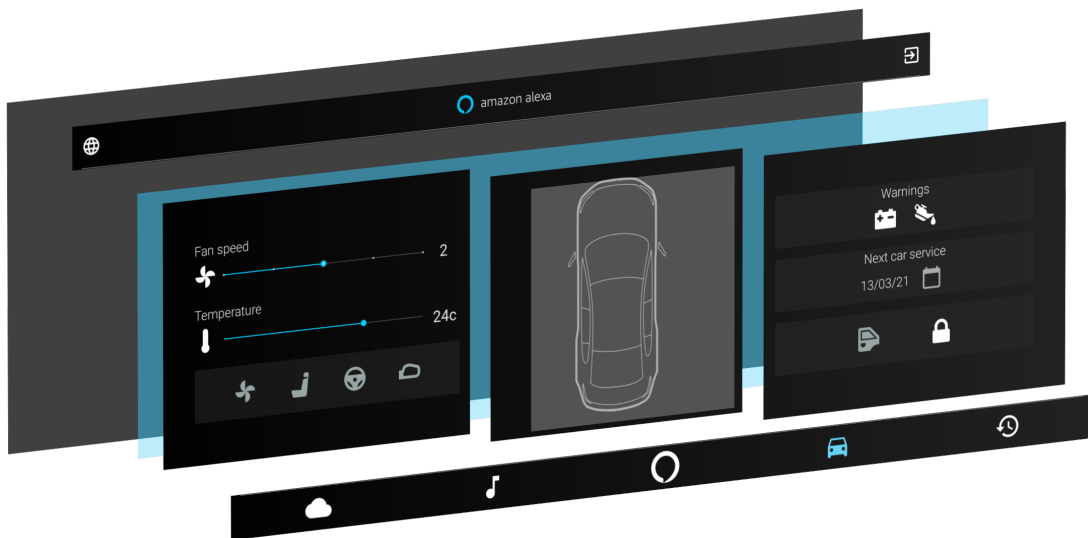 amazon alexa
Fan speed
2
Temperature
24c
Warnings
Next car service
13/03/21